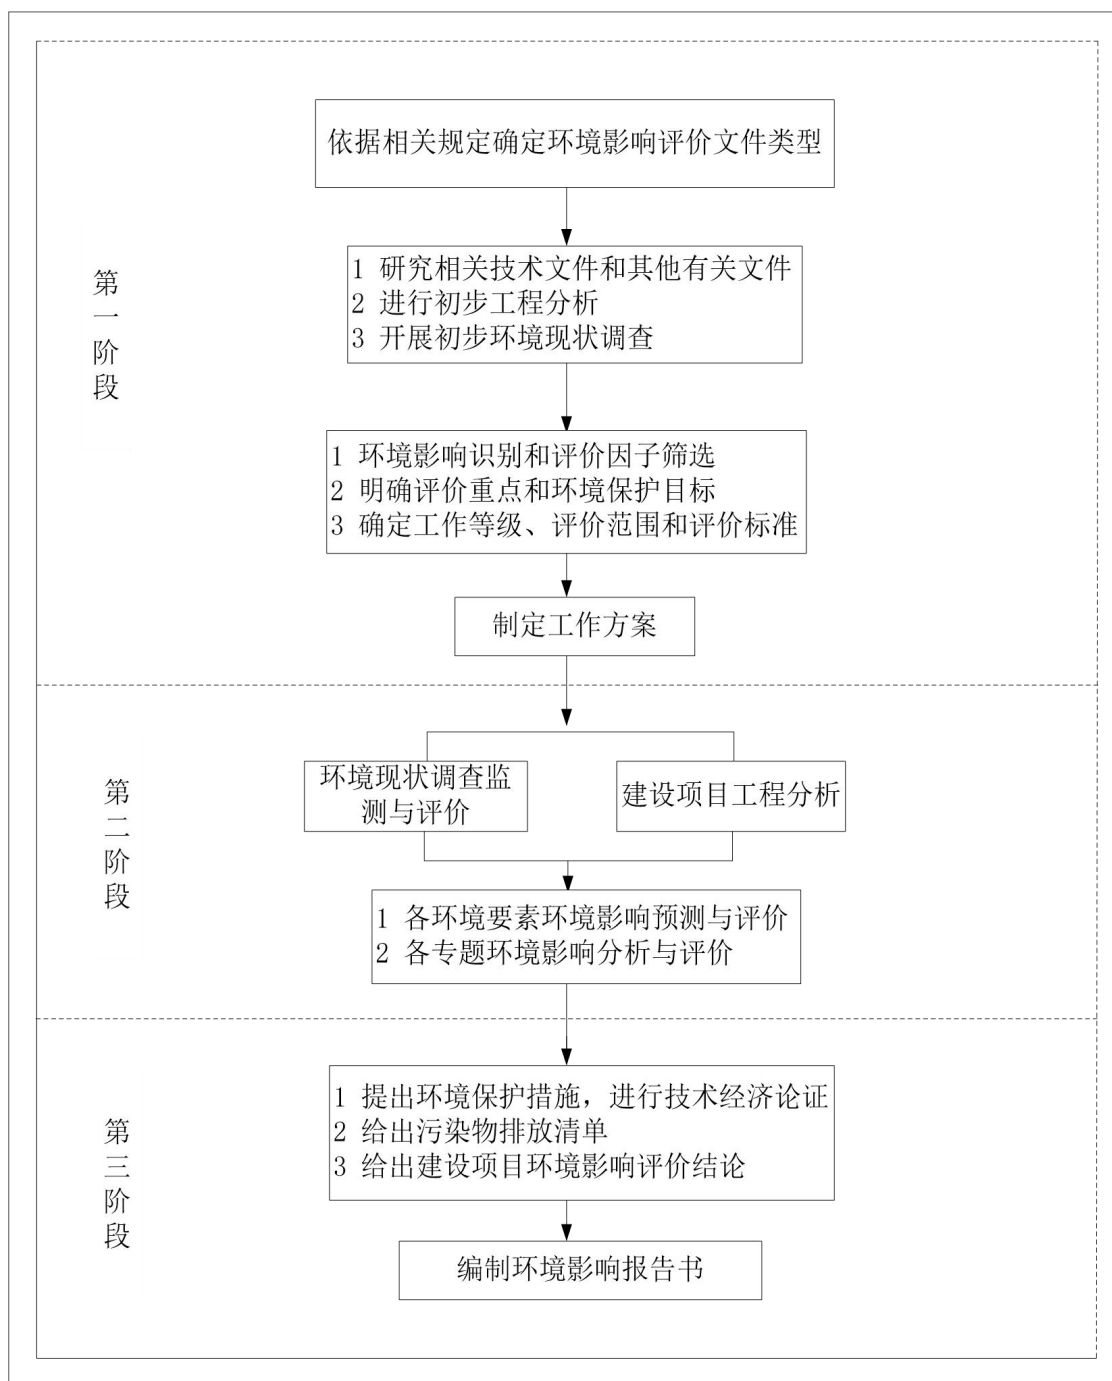 依据相关规定确定环境影响评价文件类型
第一阶段
1 研究相关技术文件和其他有关文件
2 进行初步工程分析
3 开展初步环境现状调查
1 环境影响识别和评价因子筛选
2 明确评价重点和环境保护目标
3 确定工作等级、评价范围和评价标准
制定工作方案
第二阶段
环境现状调查监
测与评价
建设项目工程分析
1 各环境要素环境影响预测与评价
2 各专题环境影响分析与评价
第三阶段
1 提出环境保护措施，进行技术经济论证
2 给出污染物排放清单
3 给出建设项目环境影响评价结论
编制环境影响报告书